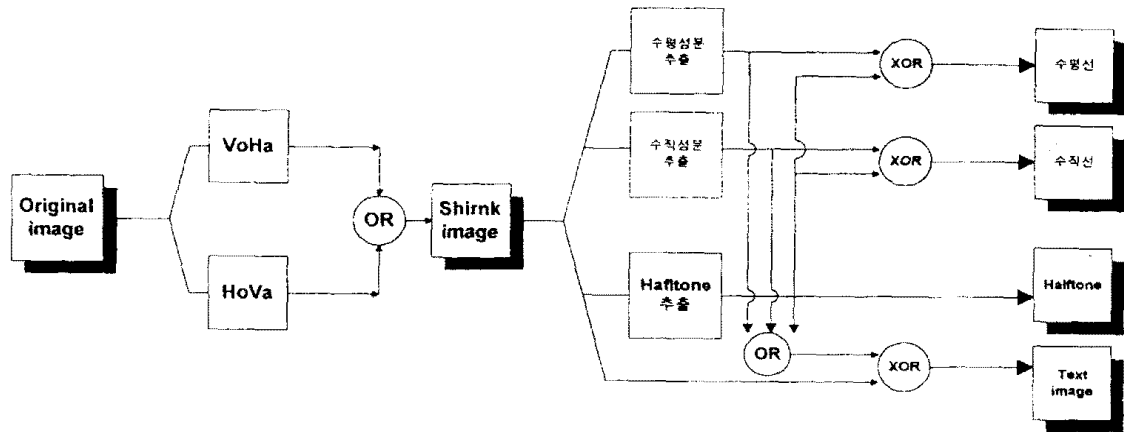 Original
image
VoHa
HoVa
OR
Shirnk
image
수평성분
추출
수직성분
추출
Hafltone
추출
OR
XOR
XOR
XOR
수평선
수직선
Halftone
Text
image